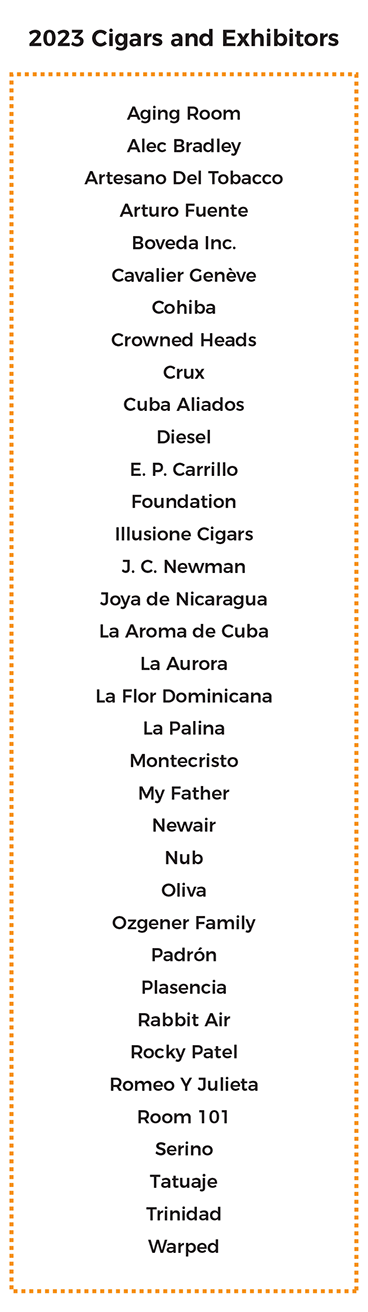 2023 Cigars and Exhibitors
Aging Room
Alec Bradley
Artesano Del Tobacco
Arturo Fuente
Boveda Inc.
Cavalier Genève
Cohiba
Crowned Heads
Crux
Cuba Aliados
Diesel
E. P. Carrillo
Foundation
Illusione Cigars
J. C. Newman
Joya de Nicaragua
La Aroma de Cuba
La Aurora
La Flor Dominicana
La Palina
Montecristo
My Father
Newair
Nub
Oliva
Ozgener Family
Padrón
Plasencia
Rabbit Air
Rocky Patel
Romeo Y Julieta
Room 101
Serino
Tatuaje
Trinidad
Warped